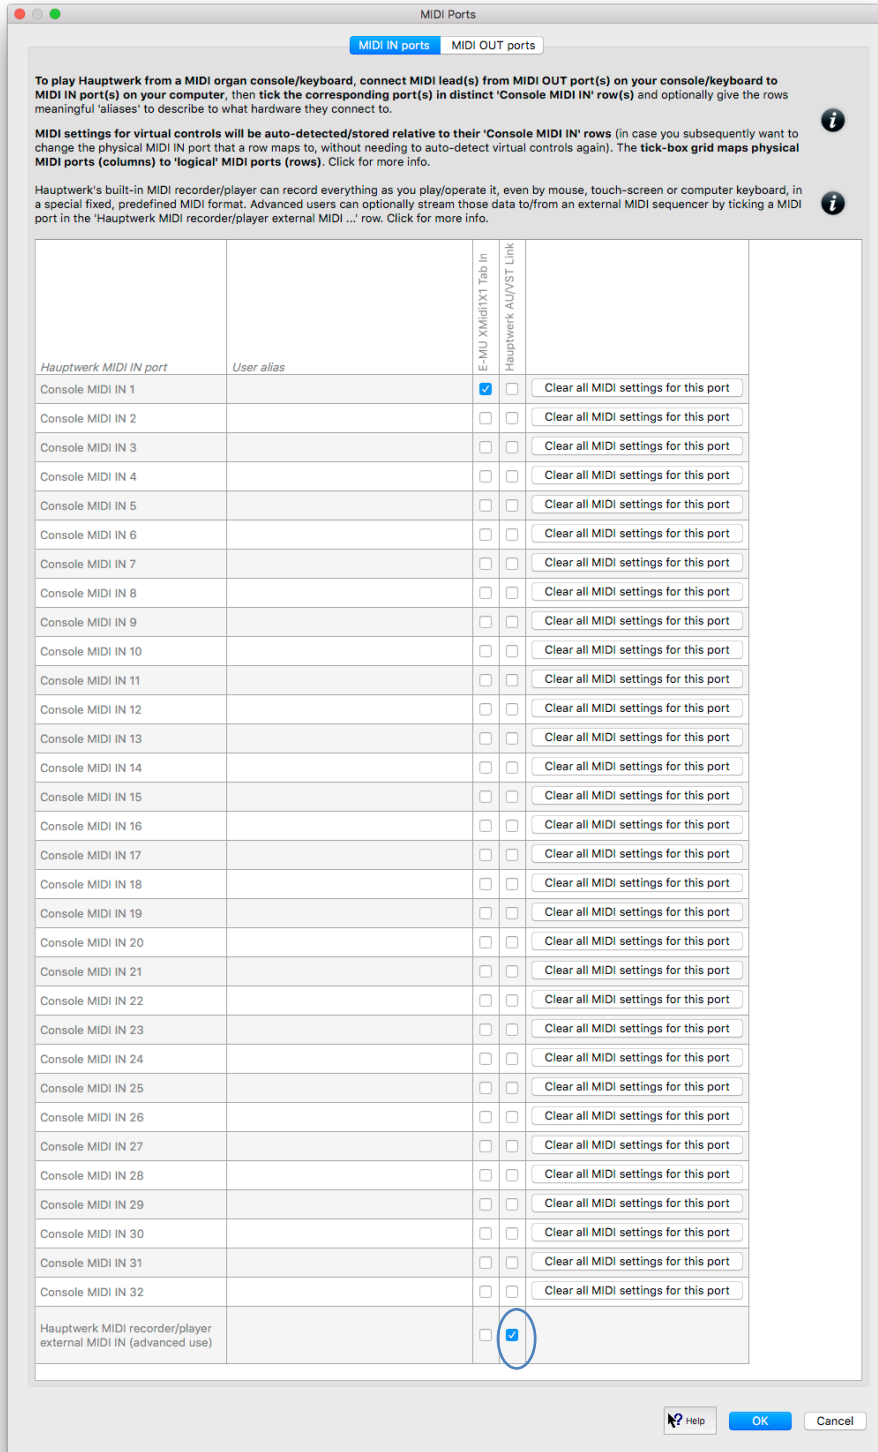 MIDI Ports
MIDI IN ports MIDI OUT ports
To play Hauptwerk from a MIDI organ console/keyboard, connect MIDI lead(s) from MIDI OUT port(s) on your console/keyboard to
MIDI IN port(s) on your computer, then tick the corresponding port(s) in distinct 'Console MIDI IN' row(s) and optionally give the rows
meaningful 'aliases' to describe to what hardware they connect to.
MIDI settings for virtual controls will be auto-detected/stored relative to their 'Console MIDI IN' rows (in case you subsequently want to
change the physical MIDI IN port that a row maps to, without needing to auto-detect virtual controls again). The tick-box grid maps physical
MIDI ports (columns) to 'logical' MIDI ports (rows). Click for more info.
Hauptwerk's built-in MIDI recorder/player can record everything as you play/operate it, even by mouse, touch-screen or computer keyboard, in
a special fixed, predefined MIDI format. Advanced users can optionally stream those data to/from an external MIDI sequencer by ticking a MIDI
port in the 'Hauptwerk MIDI recorder/player external MIDI ...' row. Click for more info.
Hauptwerk MIDI IN port User alias E-MU XMidi1X1 Tab In Hauptwerk AU/VST Link
Console MIDI IN 1 Clear all MIDI settings for this port
Console MIDI IN 2 Clear all MIDI settings for this port
Console MIDI IN 3 Clear all MIDI settings for this port
Console MIDI IN 4 Clear all MIDI settings for this port
Console MIDI IN 5 Clear all MIDI settings for this port
Console MIDI IN 6 Clear all MIDI settings for this port
Console MIDI IN 7 Clear all MIDI settings for this port
Console MIDI IN 8 Clear all MIDI settings for this port
Console MIDI IN 9 Clear all MIDI settings for this port
Console MIDI IN 10 Clear all MIDI settings for this port
Console MIDI IN 11 Clear all MIDI settings for this port
Console MIDI IN 12 Clear all MIDI settings for this port
Console MIDI IN 13 Clear all MIDI settings for this port
Console MIDI IN 14 Clear all MIDI settings for this port
Console MIDI IN 15 Clear all MIDI settings for this port
Console MIDI IN 16 Clear all MIDI settings for this port
Console MIDI IN 17 Clear all MIDI settings for this port
Console MIDI IN 18 Clear all MIDI settings for this port
Console MIDI IN 19 Clear all MIDI settings for this port
Console MIDI IN 20 Clear all MIDI settings for this port
Console MIDI IN 21 Clear all MIDI settings for this port
Console MIDI IN 22 Clear all MIDI settings for this port
Console MIDI IN 23 Clear all MIDI settings for this port
Console MIDI IN 24 Clear all MIDI settings for this port
Console MIDI IN 25 Clear all MIDI settings for this port
Console MIDI IN 26 Clear all MIDI settings for this port
Console MIDI IN 27 Clear all MIDI settings for this port
Console MIDI IN 28 Clear all MIDI settings for this port
Console MIDI IN 29 Clear all MIDI settings for this port
Console MIDI IN 30 Clear all MIDI settings for this port
Console MIDI IN 31 Clear all MIDI settings for this port
Console MIDI IN 32 Clear all MIDI settings for this port
Hauptwerk MIDI recorder/player
external MIDI IN (advanced use)
Help OK Cancel